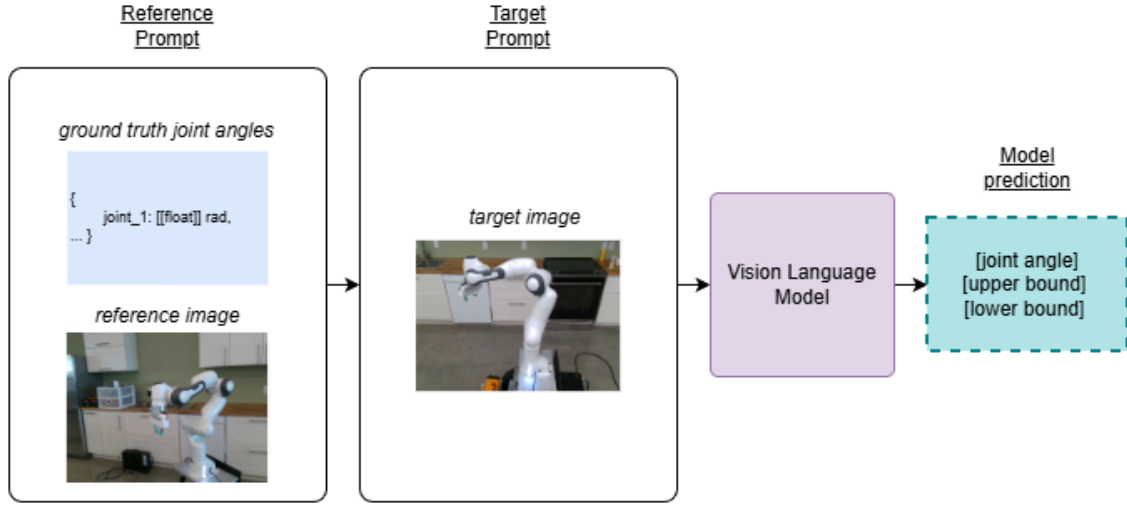 Reference
Prompt
Target
Prompt
ground truth joint angles
{
joint_1: [[float]] rad,
... }
reference image
target image
Vision Language
Model
Model
prediction
[joint angle]
[upper bound]
[lower bound]